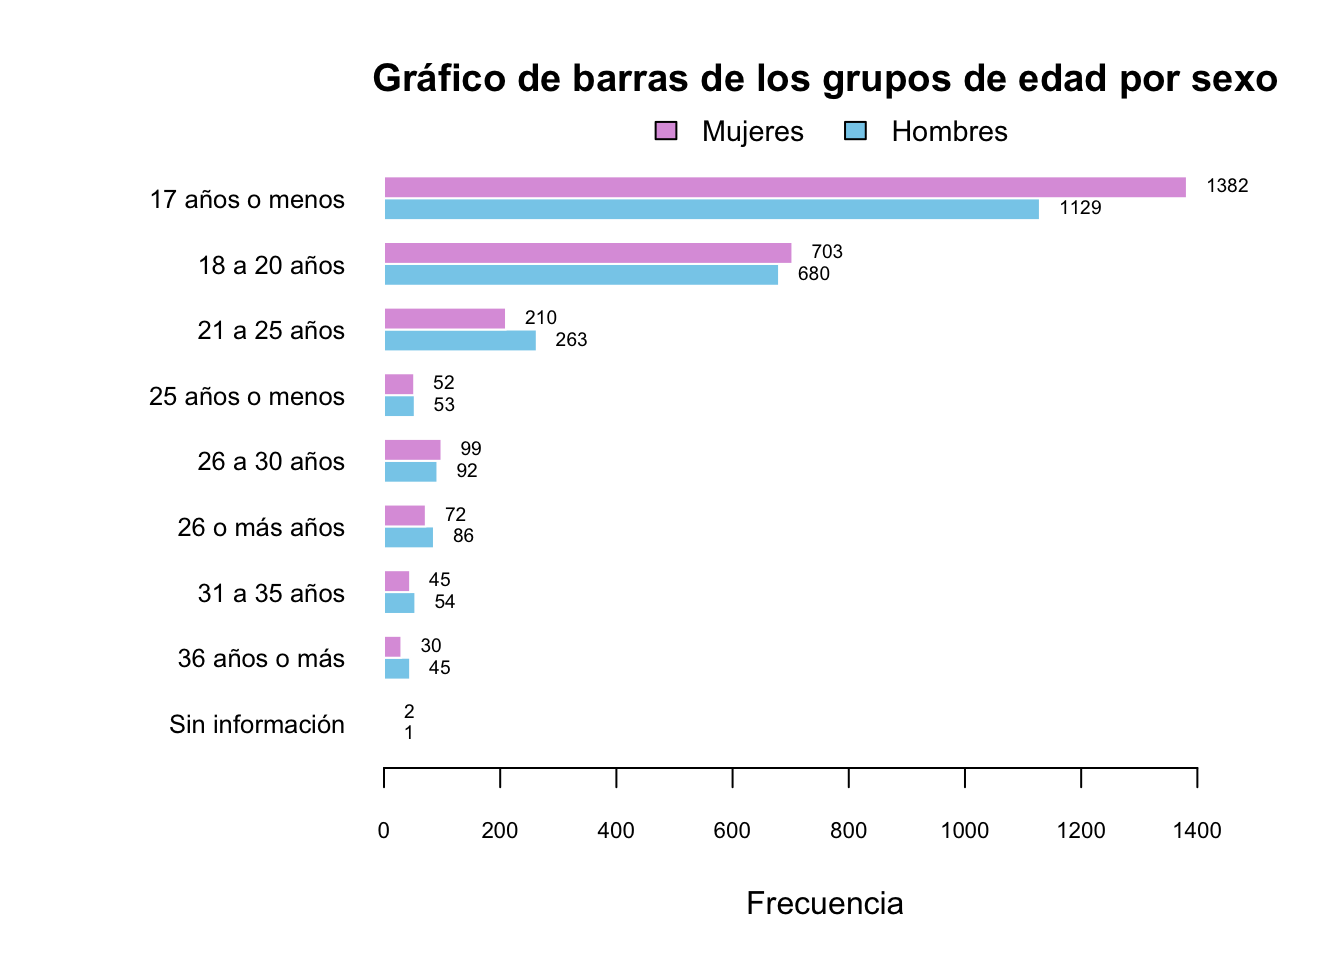 Gráfico de barras de los grupos de edad por sexo
Mujeres Hombres
17 años o menos 1382
1129
18 a 20 años 703
680
21 a 25 años 210
263
25 años o menos 52
53
26 a 30 años 99
92
26 o más años 72
86
31 a 35 años 45
54
36 años o más 30
45
Sin información 2
1
0 200 400 600 800 1000 1200 1400
Frecuencia